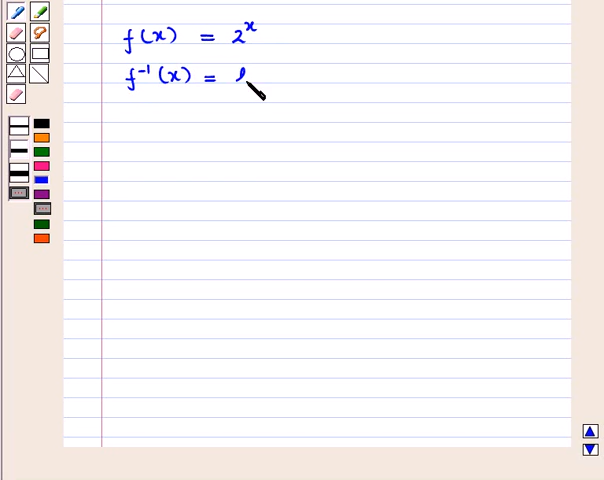 f(x) = 2^x
f^-1(x) = l